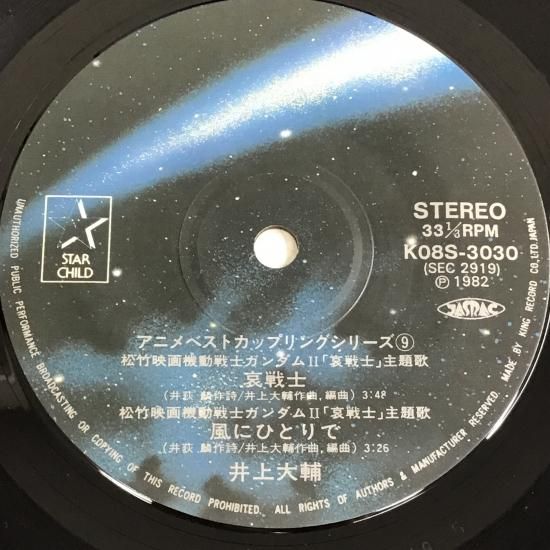 STAR
CHILD
STEREO
33 1/3 RPM
K08S-3030
(SEC 2919)
Ⓟ 1982
JASRAC
アニメベストカップリングシリーズ⑨
松竹映画機動戦士ガンダムII「哀戦士」主題歌
哀戦士
(井荻 麟作詩/井上大輔作曲,編曲) 3:48
松竹映画機動戦士ガンダムII「哀戦士」主題歌
風にひとりで
(井荻 麟作詩/井上大輔作曲,編曲) 3:26
井上大輔
UNAUTHORIZED PUBLIC PERFORMANCE BROADCASTING OR COPYING OF THIS RECORD PROHIBITED. ALL RIGHTS OF AUTHORS & MANUFACTURER RESERVED. MADE BY KING RECORD CO.,LTD.JAPAN